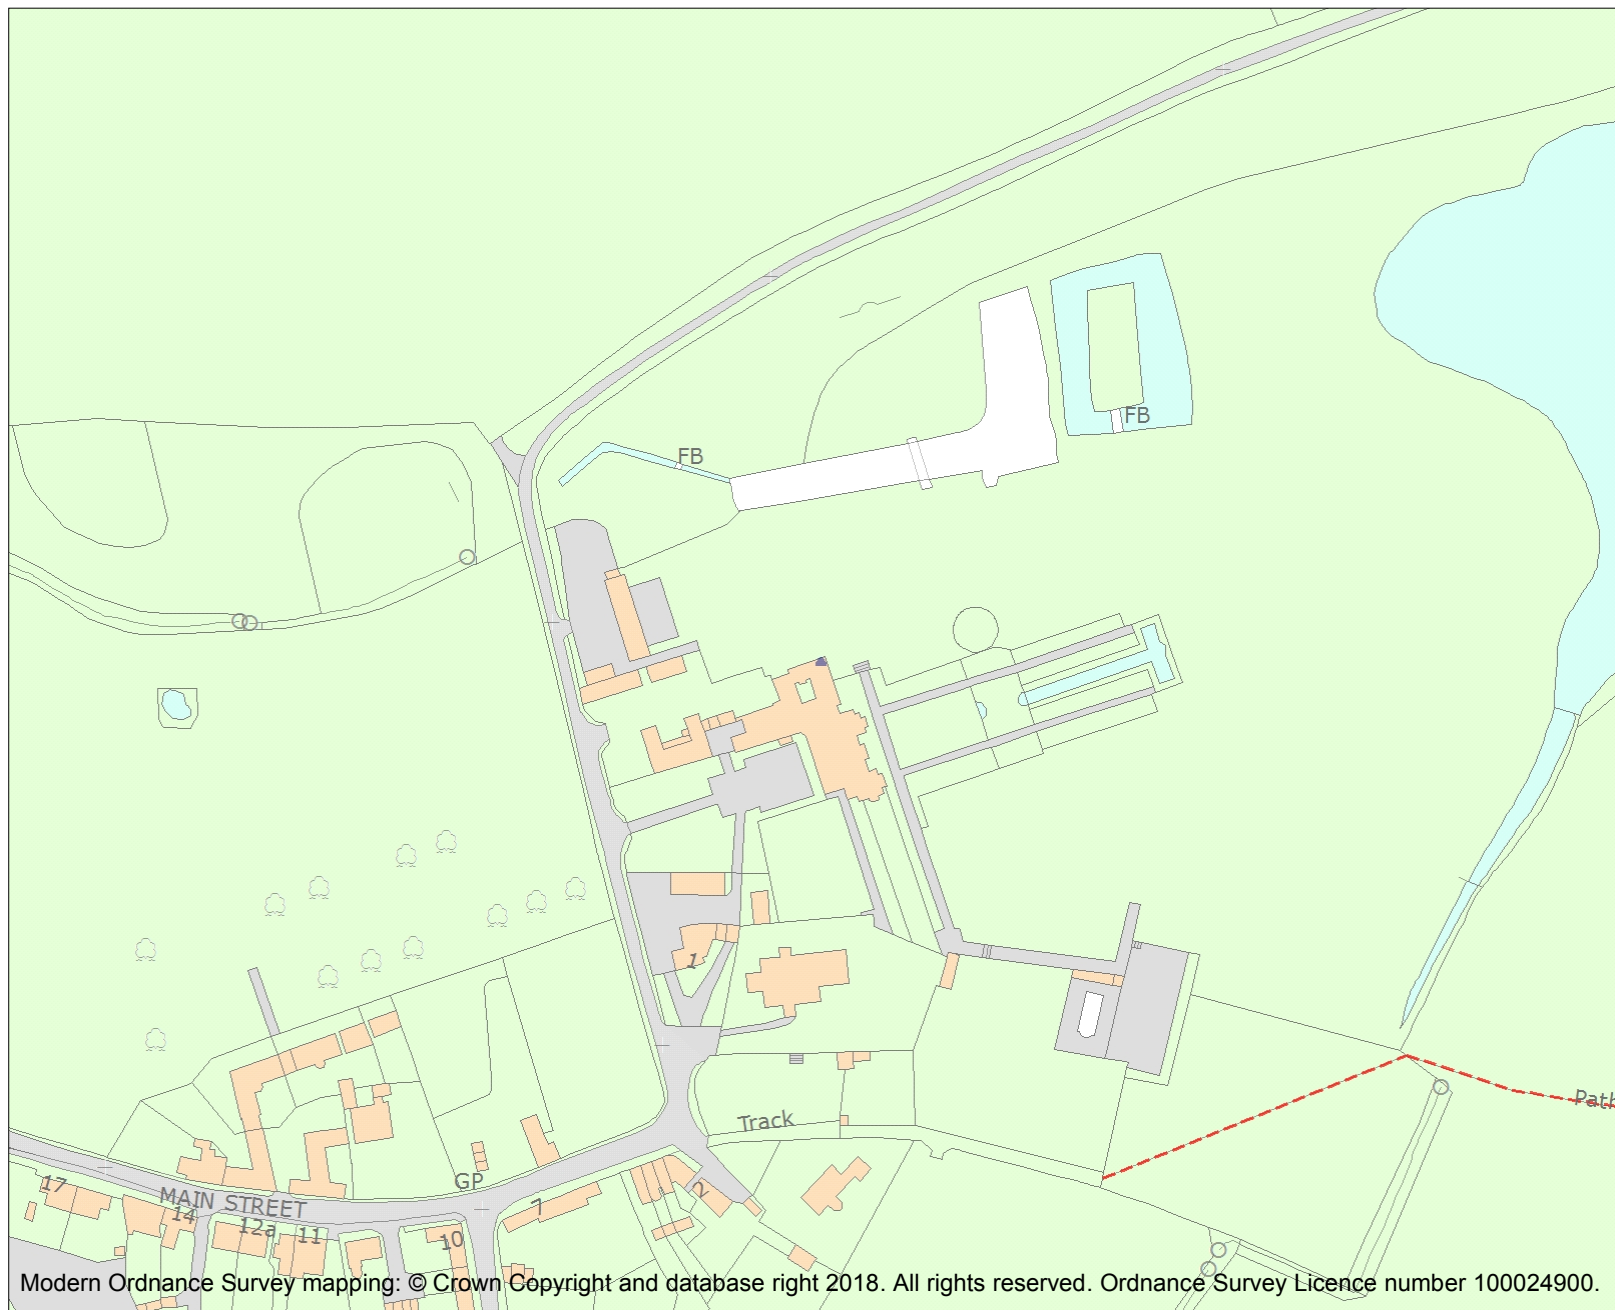 FB
FB
1
Track
Path
GP
17
MAIN STREET
14
12a
11
10
7
2
Modern Ordnance Survey mapping: © Crown Copyright and database right 2018. All rights reserved. Ordnance Survey Licence number 100024900.